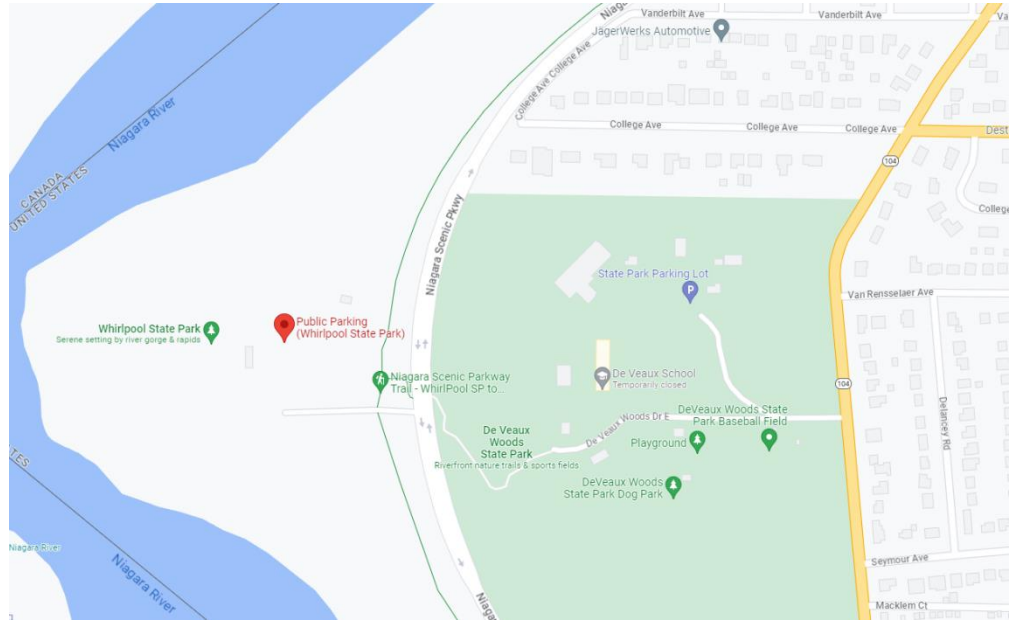 Niagara
Vanderbilt Ave
Vanderbilt Ave
Va
JagerWerks Automotive
College Ave College Ave
Niagara River
College Ave
College Ave
College Ave
Dest
104
CANADA
UNITED STATES
College
Niagara Scenic Pkwy
State Park Parking Lot
P
Van Rensselaer Ave
Whirlpool State Park
Serene setting by river gorge & rapids
Public Parking
(Whirlpool State Park)
Niagara Scenic Parkway
Trail - WhirlPool SP to...
De Veaux School
Temporarily closed
104
Delancey Rd
DeVeaux Woods State
Park Baseball Field
De Veaux Woods Dr E
De Veaux
Woods
State Park
Riverfront nature trails & sports fields
Playground
TES
DeVeaux Woods
State Park Dog Park
Niagara River
Niagara River
Seymour Ave
Niaga
Macklem Ct